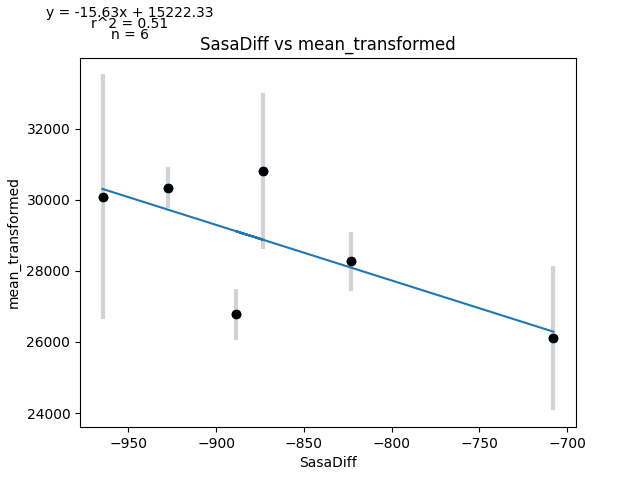 y = -15.63x + 15222.33
r^2 = 0.51
n = 6
SasaDiff vs mean_transformed
mean_transformed
32000
30000
28000
26000
24000
−950
−900
−850
−800
−750
−700
SasaDiff